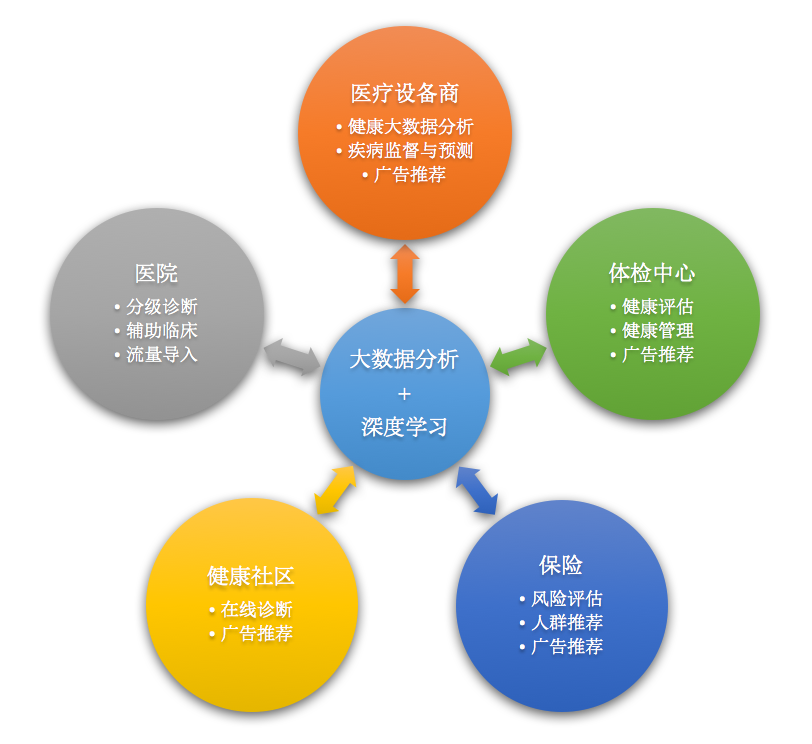 医疗设备商
• 健康大数据分析
• 疾病监督与预测
• 广告推荐
医院
• 分级诊断
• 辅助临床
• 流量导入
体检中心
• 健康评估
• 健康管理
• 广告推荐
大数据分析
+
深度学习
健康社区
• 在线诊断
• 广告推荐
保险
• 风险评估
• 人群推荐
• 广告推荐